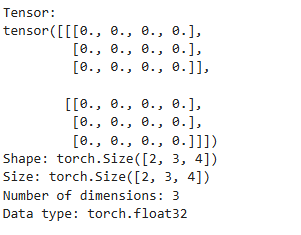 Tensor:
tensor([[[0., 0., 0., 0.],
         [0., 0., 0., 0.],
         [0., 0., 0., 0.]],

        [[0., 0., 0., 0.],
         [0., 0., 0., 0.],
         [0., 0., 0., 0.]]])
Shape: torch.Size([2, 3, 4])
Size: torch.Size([2, 3, 4])
Number of dimensions: 3
Data type: torch.float32